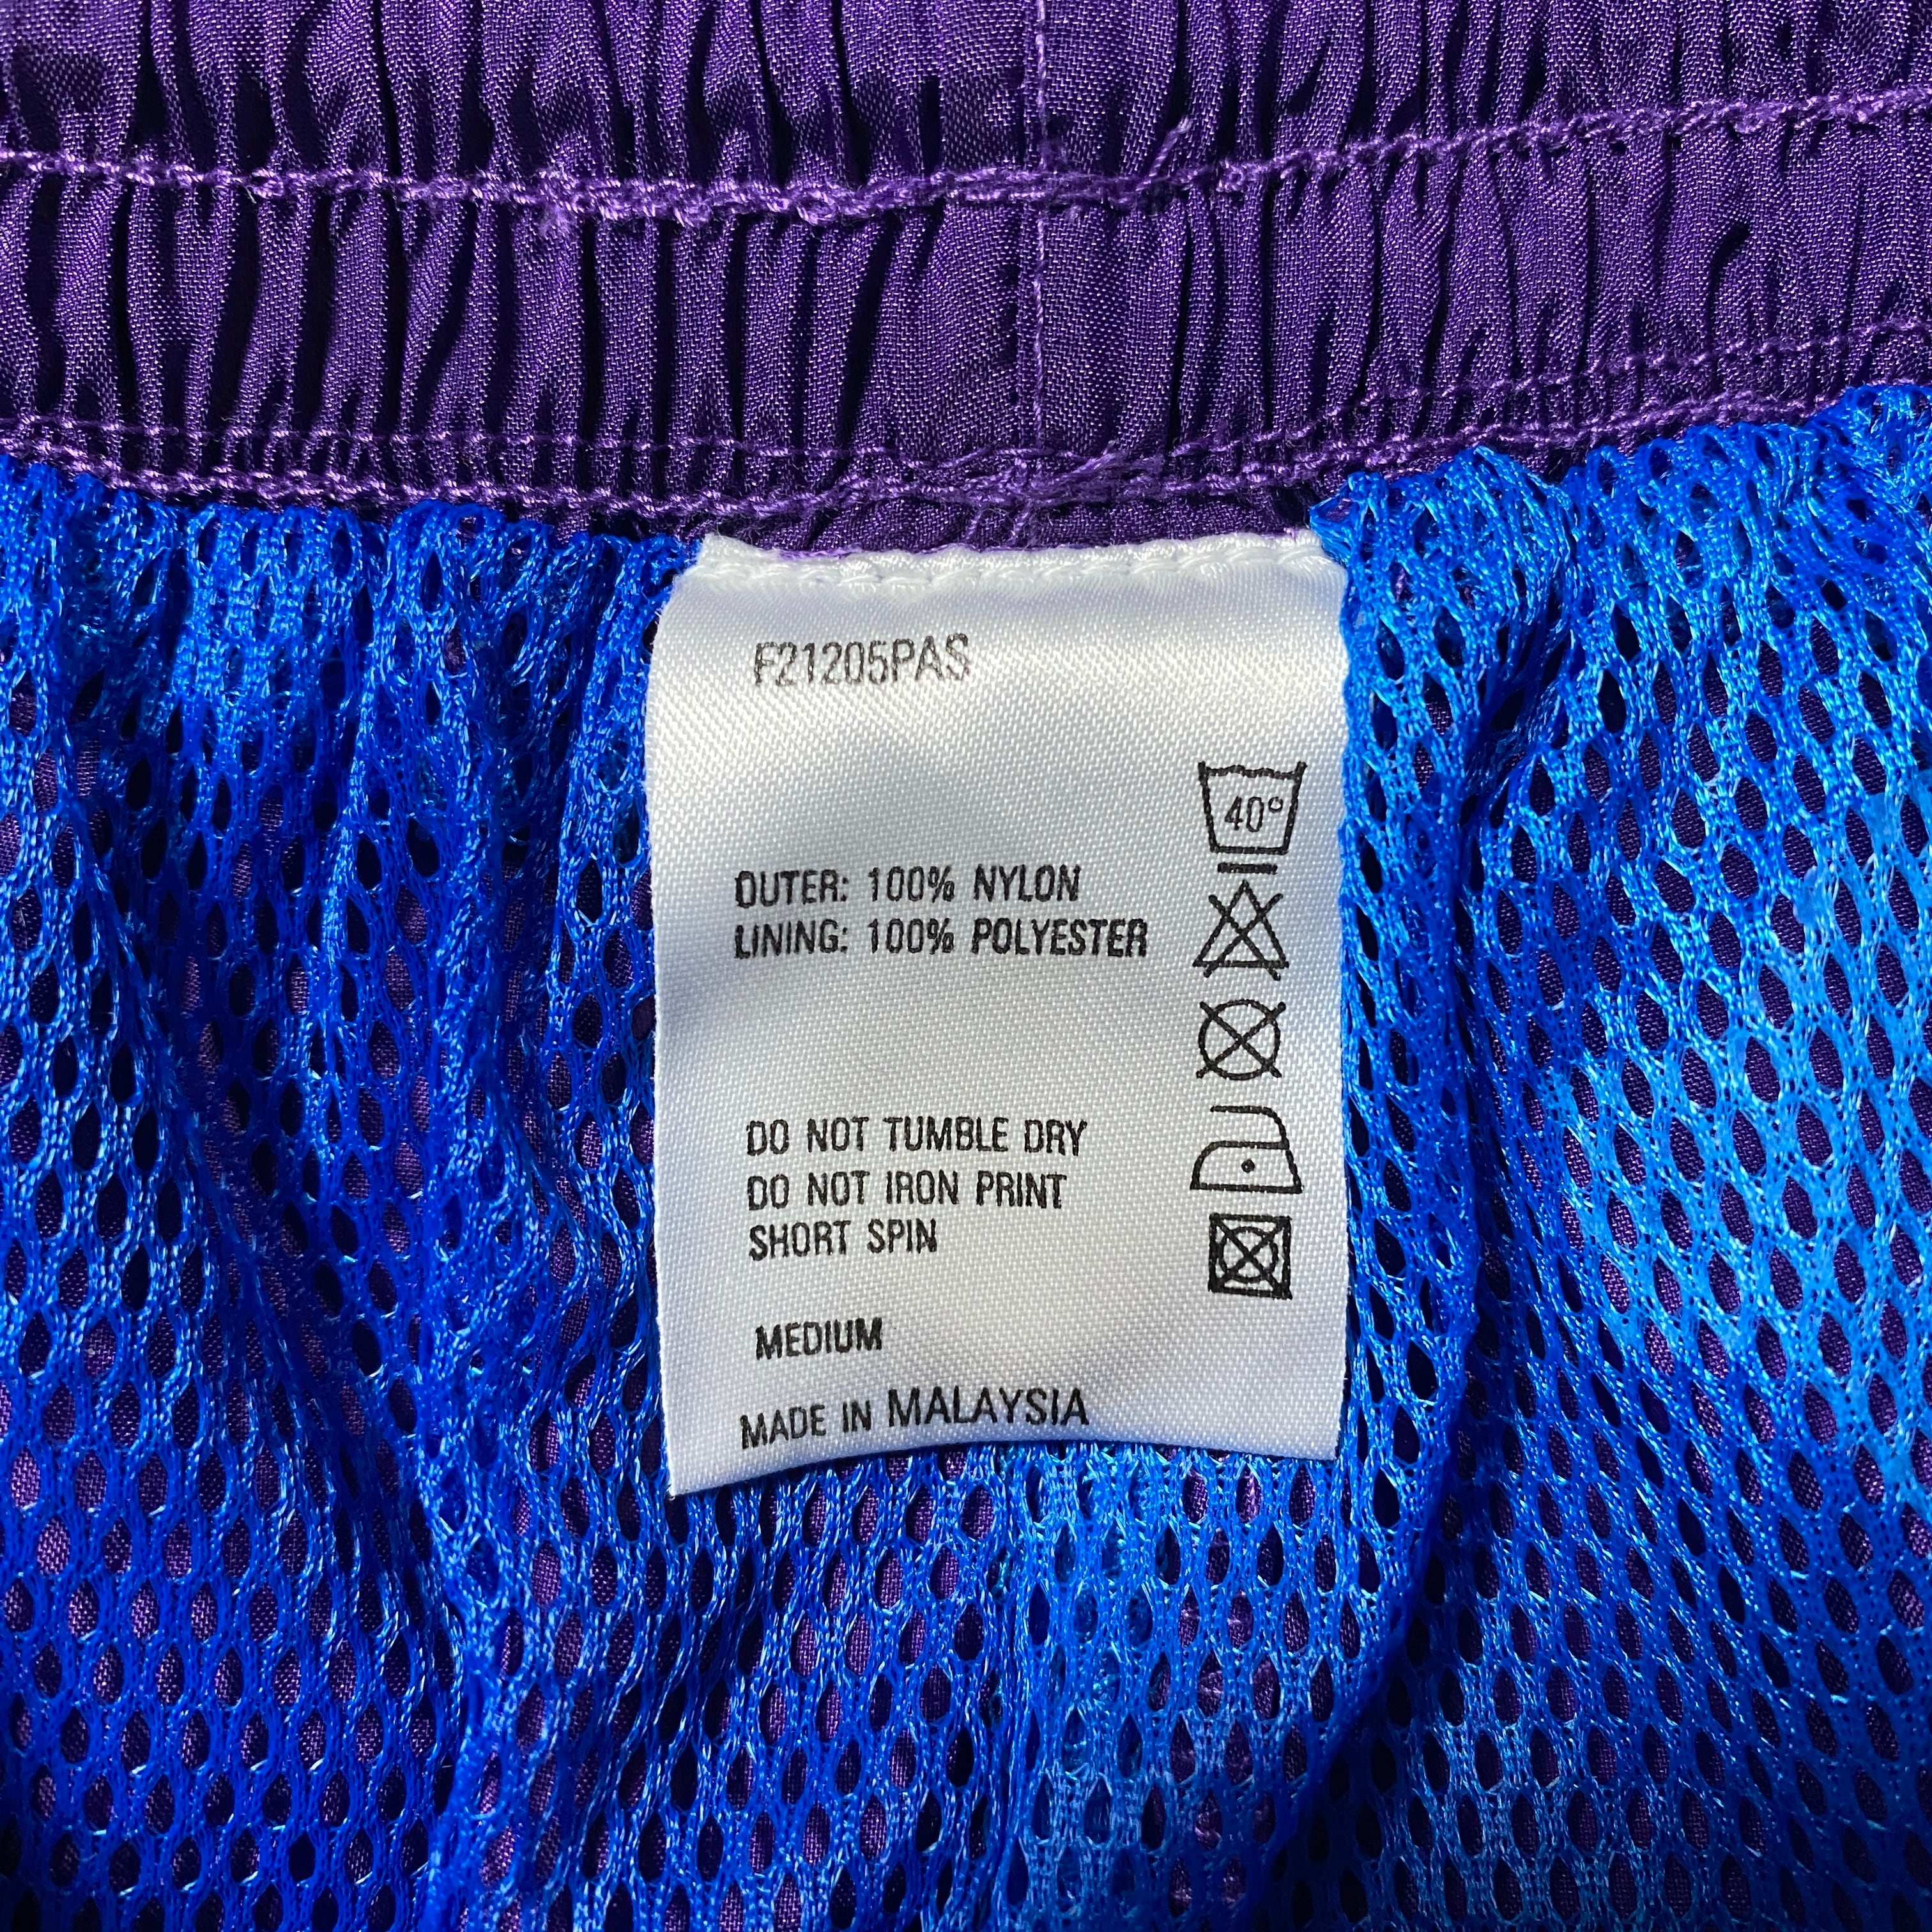 F21205PAS
40°
OUTER: 100% NYLON
LINING: 100% POLYESTER
DO NOT TUMBLE DRY
DO NOT IRON PRINT
SHORT SPIN
MEDIUM
MADE IN MALAYSIA